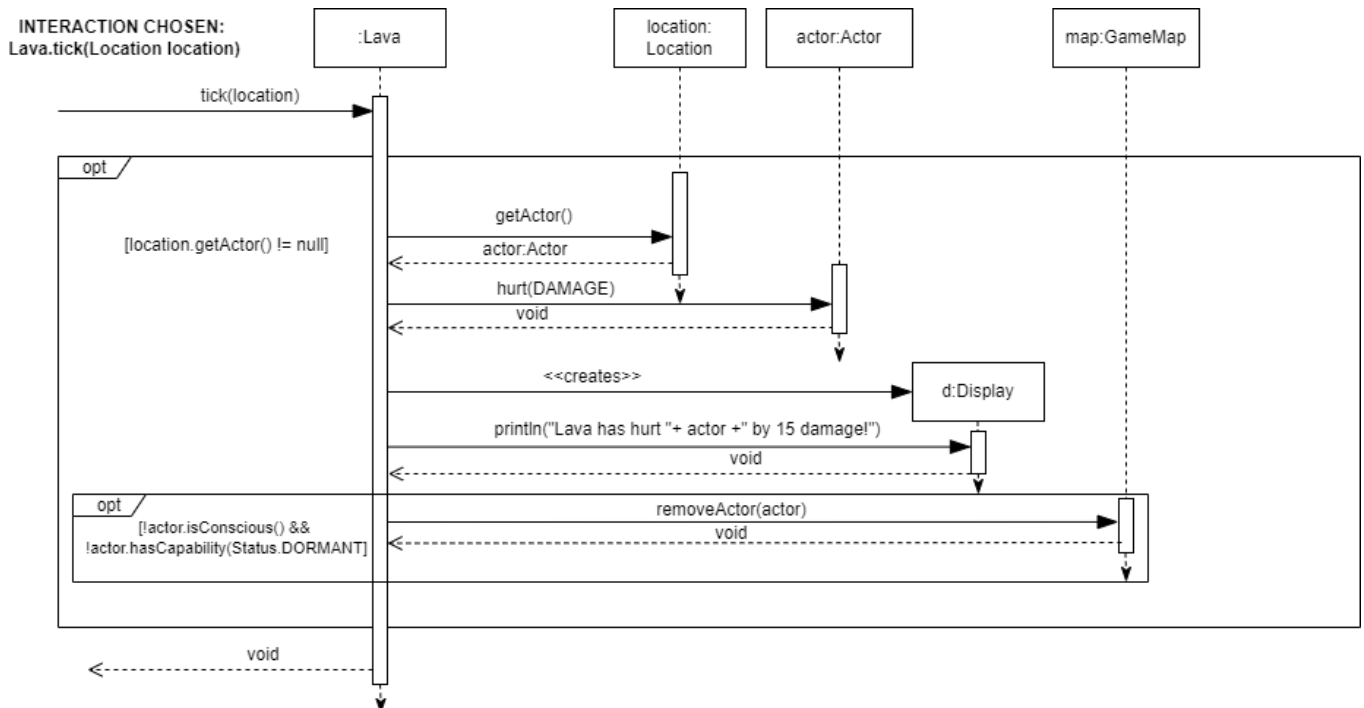 INTERACTION CHOSEN:
Lava.tick(Location location)
:Lava
location:
Location
actor:Actor
map:GameMap
tick(location)
opt
[location.getActor() != null]
getActor()
actor:Actor
hurt(DAMAGE)
void
<<creates>>
d:Display
println("Lava has hurt "+ actor +" by 15 damage!")
void
opt
[!actor.isConscious() &&
!actor.hasCapability(Status.DORMANT]
removeActor(actor)
void
void